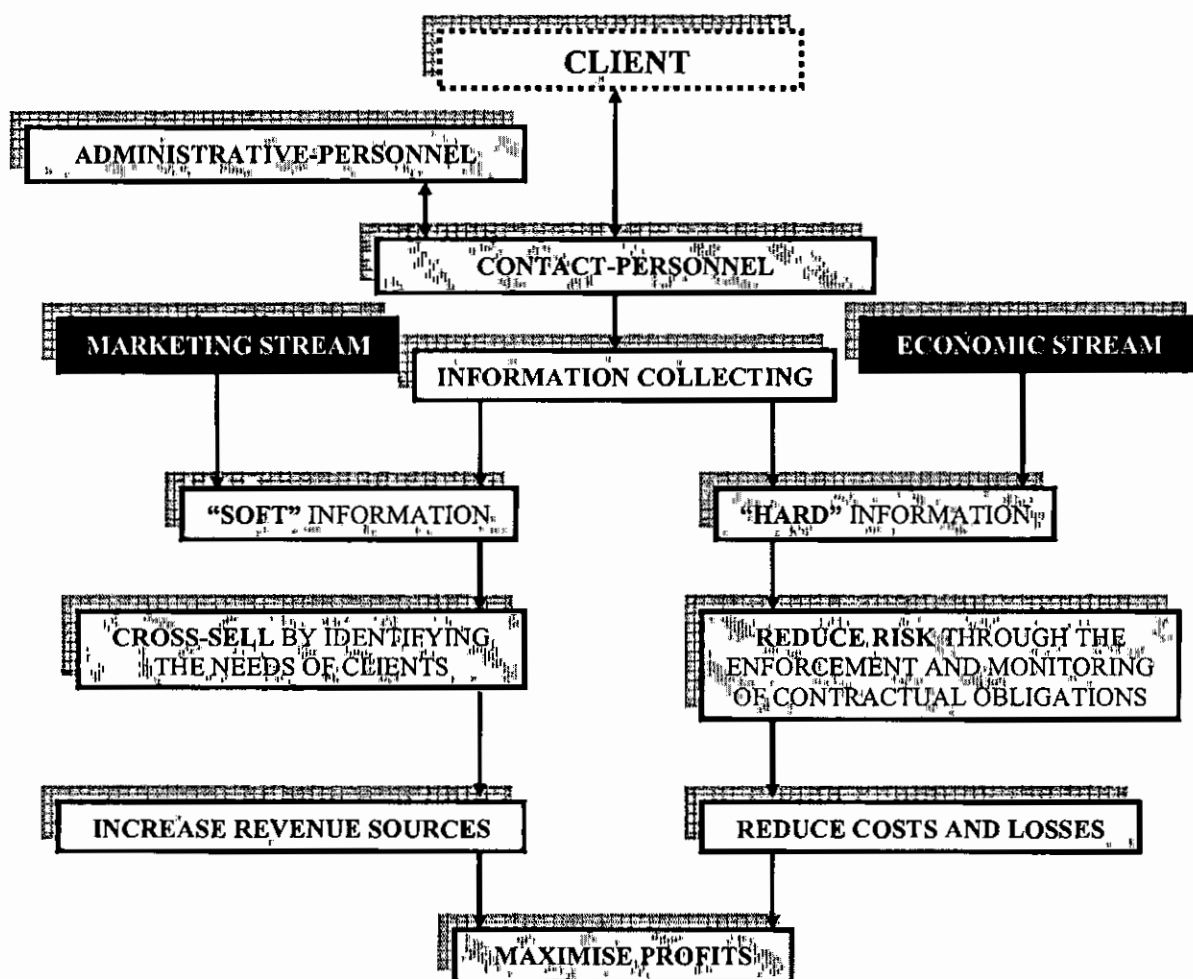 CLIENT
ADMINISTRATIVE-PERSONNEL
CONTACT-PERSONNEL
MARKETING STREAM
ECONOMIC STREAM
INFORMATION COLLECTING
“SOFT” INFORMATION
“HARD” INFORMATION
CROSS-SELL BY IDENTIFYING
THE NEEDS OF CLIENTS
REDUCE RISK THROUGH THE
ENFORCEMENT AND MONITORING
OF CONTRACTUAL OBLIGATIONS
INCREASE REVENUE SOURCES
REDUCE COSTS AND LOSSES
MAXIMISE PROFITS